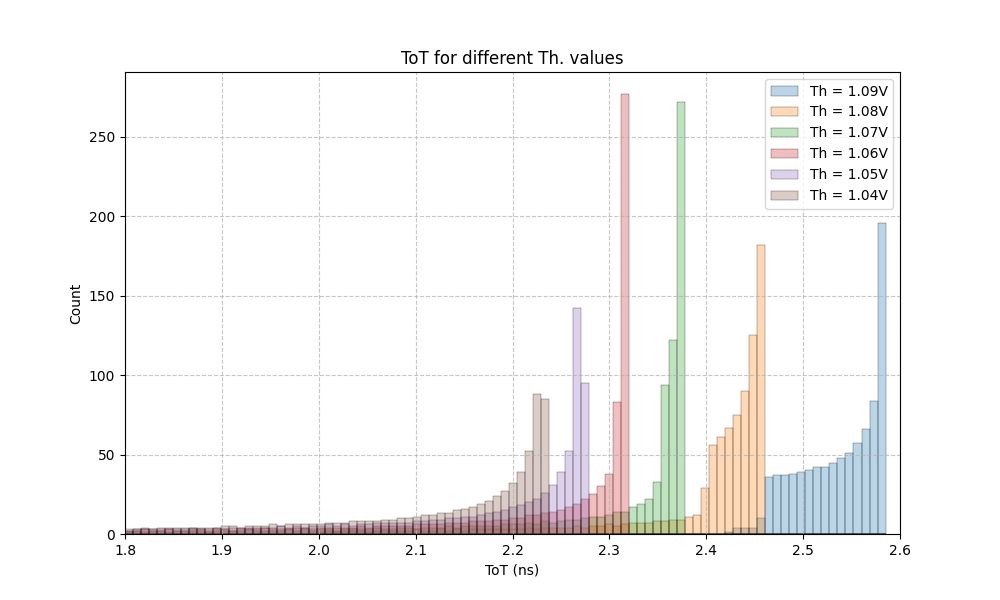 ToT for different Th. values
Count
250
200
150
100
50
0
Th = 1.09V
Th = 1.08V
Th = 1.07V
Th = 1.06V
Th = 1.05V
Th = 1.04V
1.8 1.9 2.0 2.1 2.2 2.3 2.4 2.5 2.6
ToT (ns)